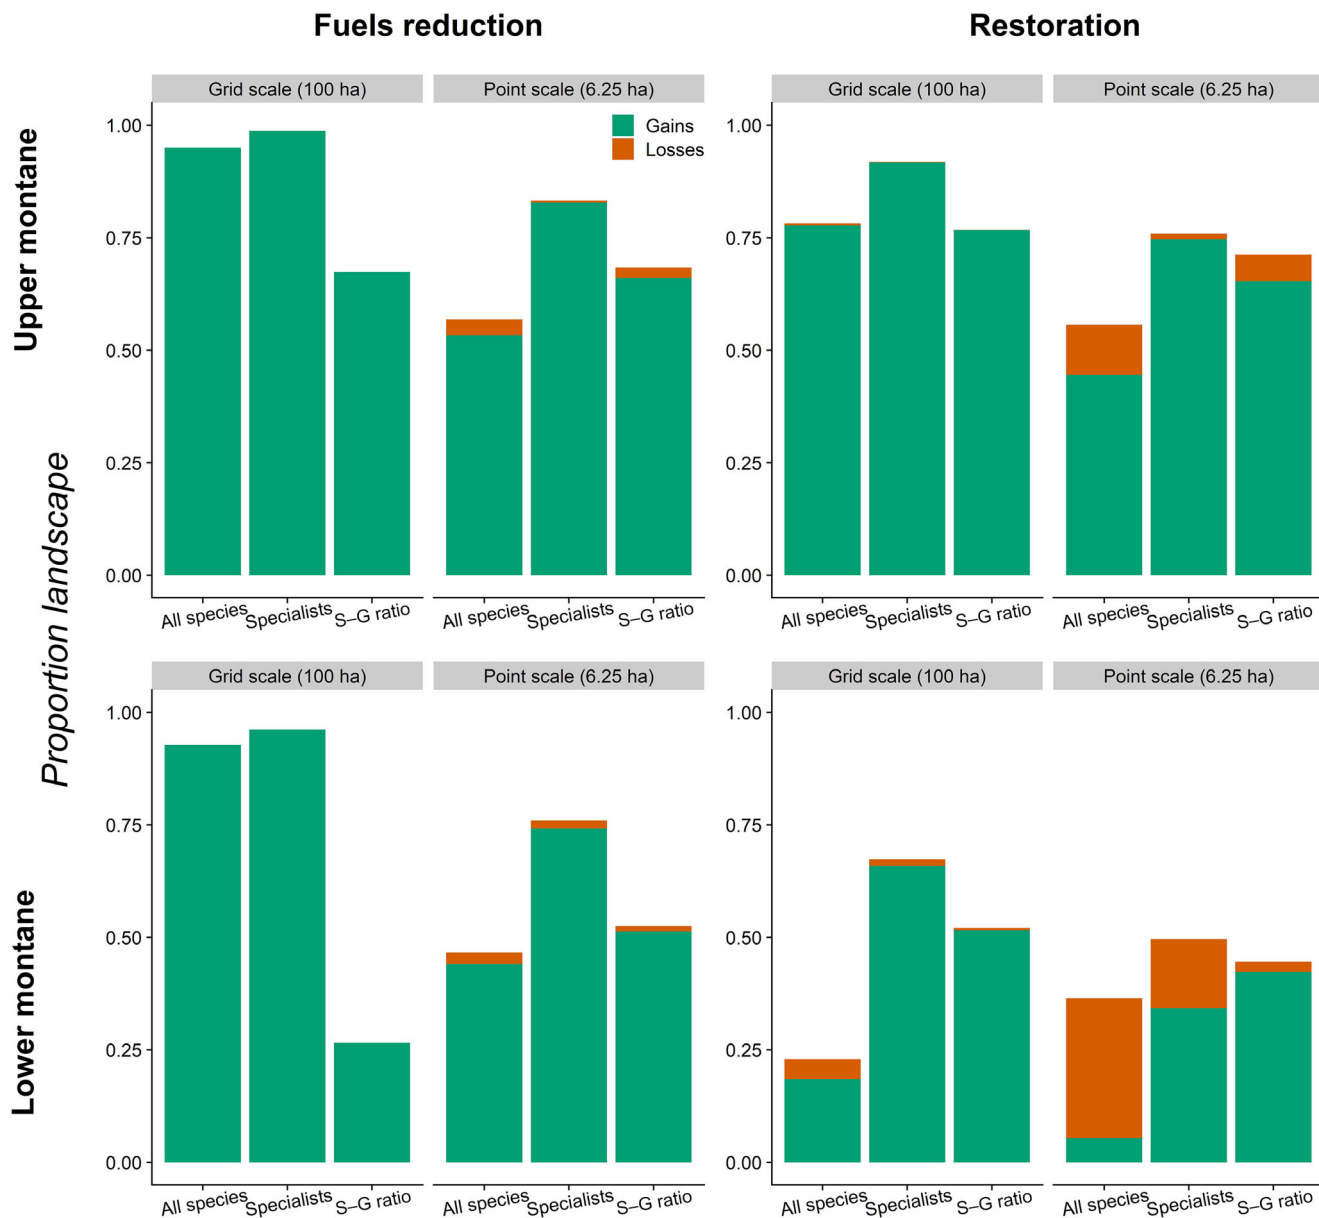 Fuels reduction
Restoration
Upper montane
Proportion landscape
Lower montane
Grid scale (100 ha)
Point scale (6.25 ha)
Grid scale (100 ha)
Point scale (6.25 ha)
Gains
Losses
1.00
0.75
0.50
0.25
0.00
1.00
0.75
0.50
0.25
0.00
All species
Specialists
S–G ratio
All species
Specialists
S–G ratio
All species
Specialists
S–G ratio
All species
Specialists
S–G ratio
Grid scale (100 ha)
Point scale (6.25 ha)
Grid scale (100 ha)
Point scale (6.25 ha)
1.00
0.75
0.50
0.25
0.00
1.00
0.75
0.50
0.25
0.00
All species
Specialists
S–G ratio
All species
Specialists
S–G ratio
All species
Specialists
S–G ratio
All species
Specialists
S–G ratio